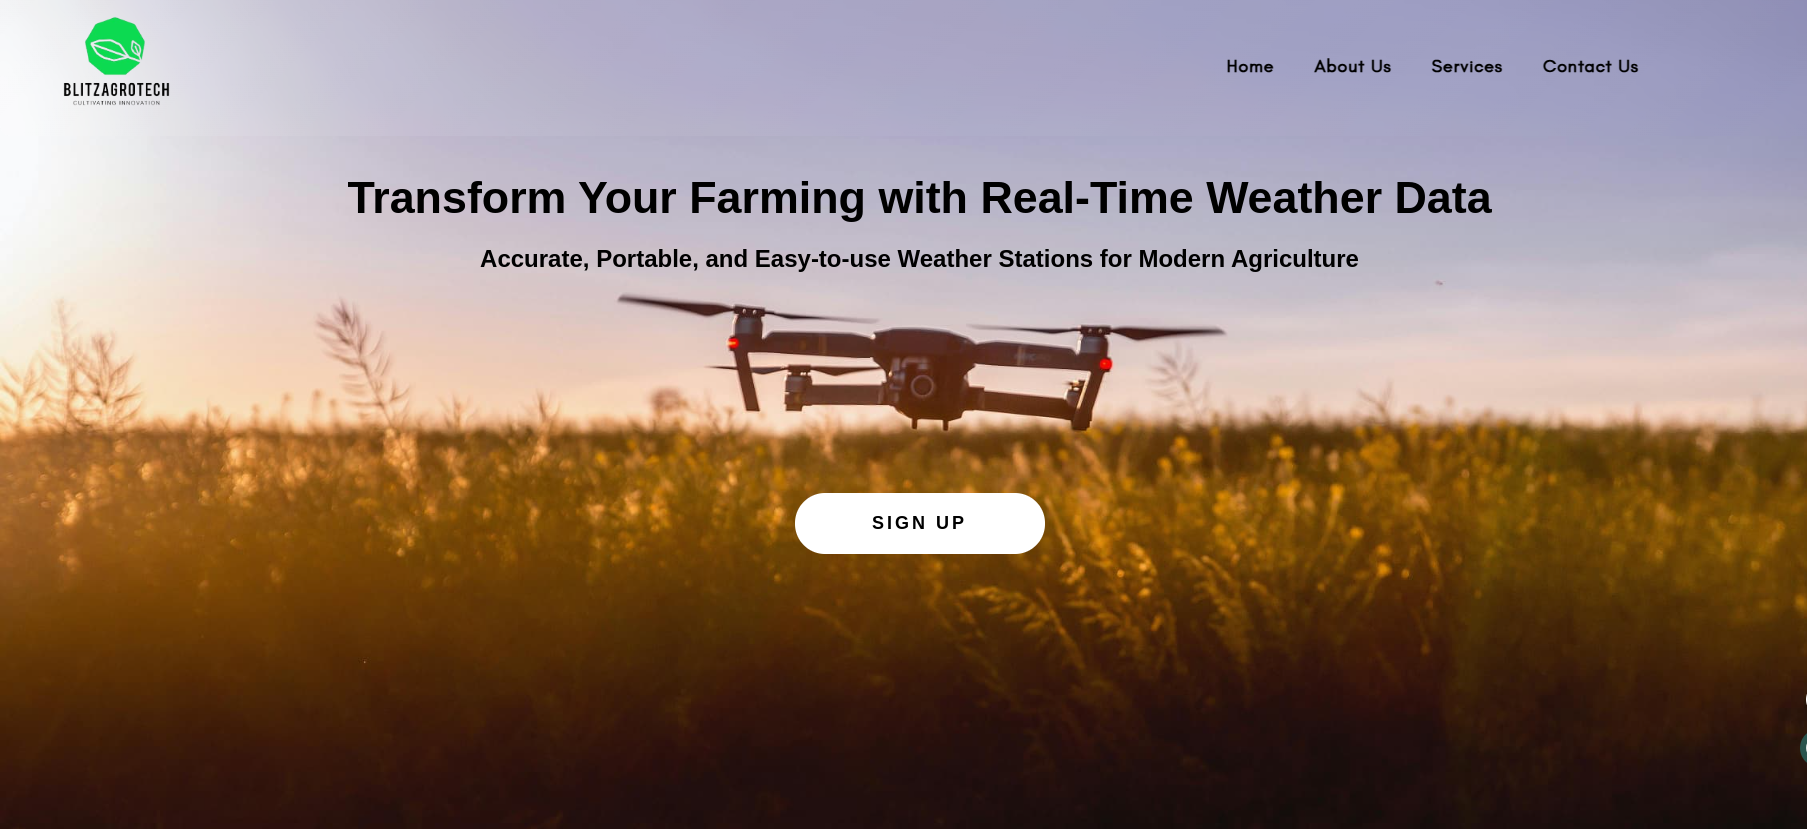 BLITZAGROTECH
CULTIVATING INNOVATION
Home About Us Services Contact Us
Transform Your Farming with Real-Time Weather Data
Accurate, Portable, and Easy-to-use Weather Stations for Modern Agriculture
SIGN UP